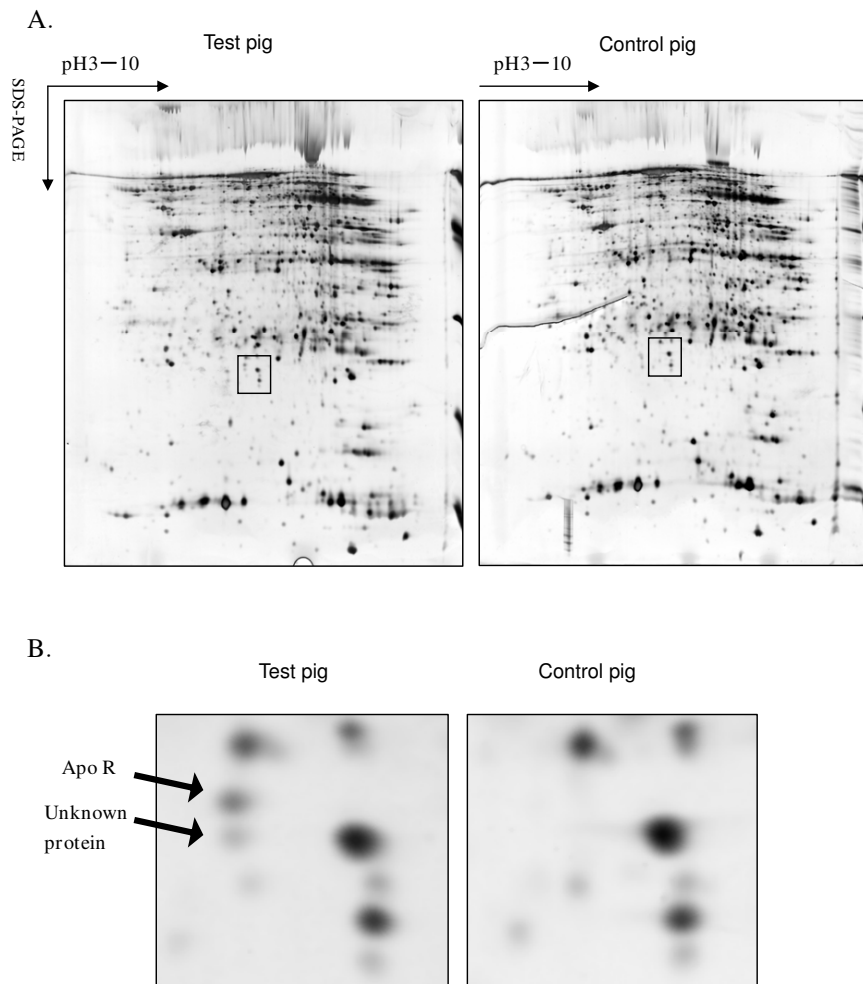 A.
Test pig
Control pig
pH3－10
pH3－10
SDS-PAGE
B.
Test pig
Control pig
Apo R
Unknown
protein